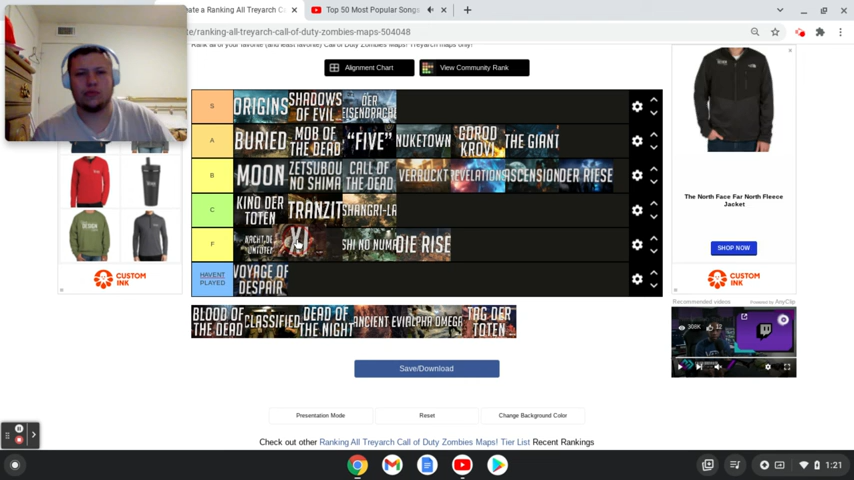 eate a Ranking All Treyarch C
Top 50 Most Popular Songs
e/ranking-all-treyarch-call-of-duty-zombies-maps-504048
Rank all of your favorite (and least favorite) Call of Duty Zombies Maps! Treyarch maps only!
Alignment Chart
View Community Rank
S
ORIGINS
SHADOWS OF EVIL
DER EISENDRACHE
A
BURIED
MOB OF THE DEAD
"FIVE"
NUKETOWN
GOROD KROVI
THE GIANT
B
MOON
ZETSUBOU NO SHIMA
CALL OF THE DEAD
VERRUCKT
REVELATIONS
ASCENSION
DER RIESE
C
KINO DER TOTEN
TRANZIT
SHANGRI-LA
F
NACHT DER UNTOTEN
XI
SHI NO NUMA
DIE RISE
HAVENT PLAYED
VOYAGE OF DESPAIR
BLOOD OF THE DEAD
CLASSIFIED
DEAD OF THE NIGHT
ANCIENT EVIL
ALPHA OMEGA
TAG DER TOTEN
Save/Download
Presentation Mode
Reset
Change Background Color
Check out other Ranking All Treyarch Call of Duty Zombies Maps! Tier List Recent Rankings
CUSTOM INK
The North Face Far North Fleece Jacket
SHOP NOW
CUSTOM INK
Recommended videos
Powered by AnyClip
1:21